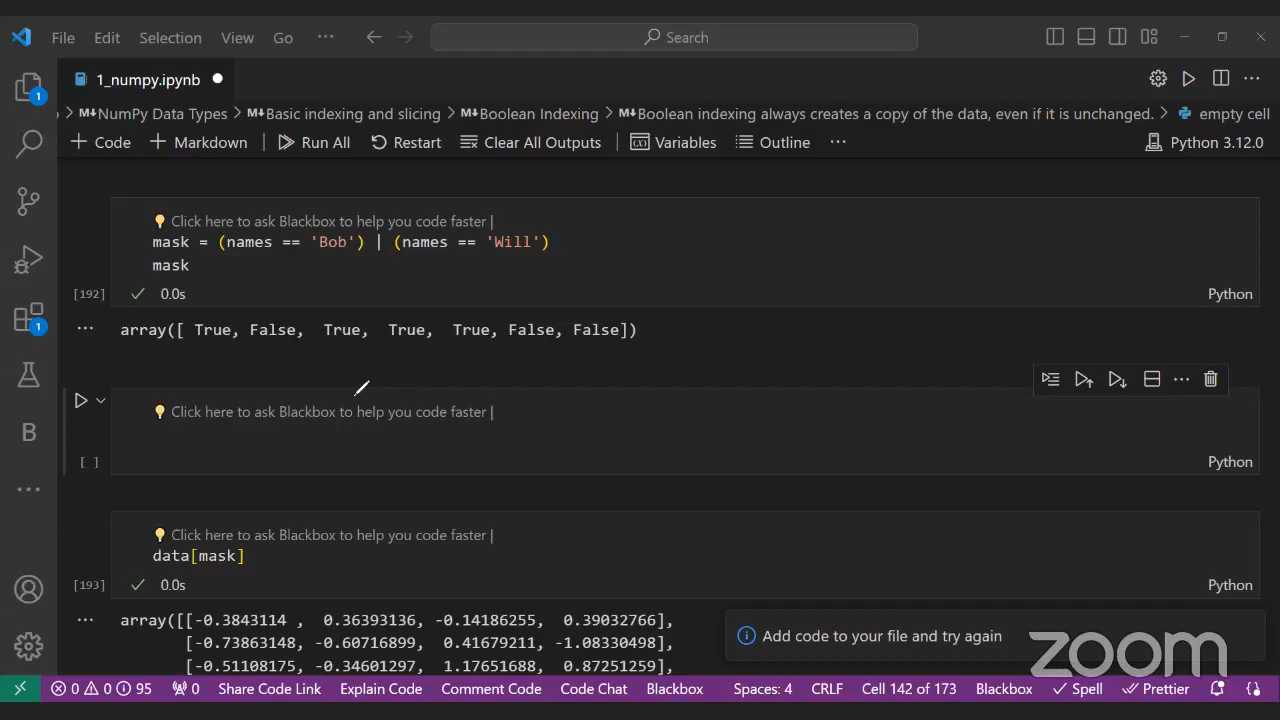 File Edit Selection View Go ··· Search
1_numpy.ipynb
NumPy Data Types > Basic indexing and slicing > Boolean Indexing > Boolean indexing always creates a copy of the data, even if it is unchanged. > empty cell
+ Code + Markdown | Run All Restart Clear All Outputs | Variables Outline ··· Python 3.12.0
Click here to ask Blackbox to help you code faster |
mask = (names == 'Bob') | (names == 'Will')
mask
[192] ✓ 0.0s Python
··· array([ True, False,  True,  True,  True, False, False])
Click here to ask Blackbox to help you code faster |
[ ] Python
Click here to ask Blackbox to help you code faster |
data[mask]
[193] ✓ 0.0s Python
··· array([[-0.3843114 ,  0.36393136, -0.14186255,  0.39032766],
[-0.73863148, -0.60716899,  0.41679211, -1.08330498],
[-0.51108175, -0.34601297,  1.17651688,  0.87251259],
Add code to your file and try again
zoom
0 0 95 0 Share Code Link Explain Code Comment Code Code Chat Blackbox Spaces: 4 CRLF Cell 142 of 173 Blackbox Spell Prettier
1
1
B